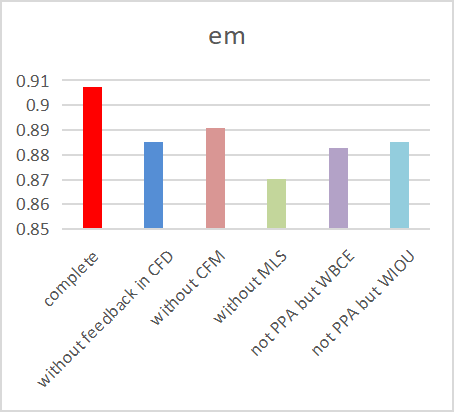 em
0.91
0.9
0.89
0.88
0.87
0.86
0.85
complete
without feedback in CFD
without CFM
without MLS
not PPA but WBCE
not PPA but WIOU